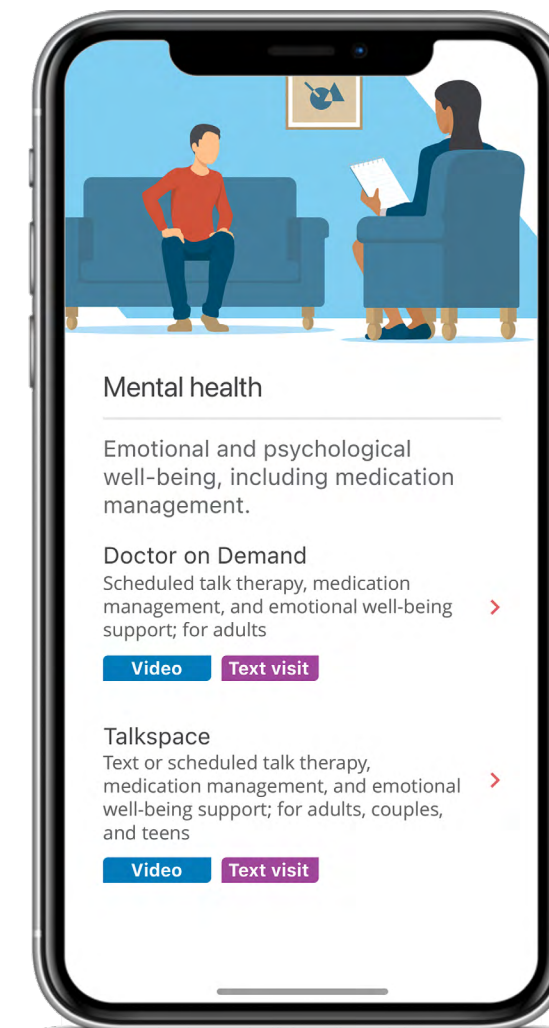 Mental health
Emotional and psychological
well-being, including medication
management.
Doctor on Demand
Scheduled talk therapy, medication
management, and emotional well-being
support; for adults
Video Text visit
Talkspace
Text or scheduled talk therapy,
medication management, and emotional
well-being support; for adults, couples,
and teens
Video Text visit